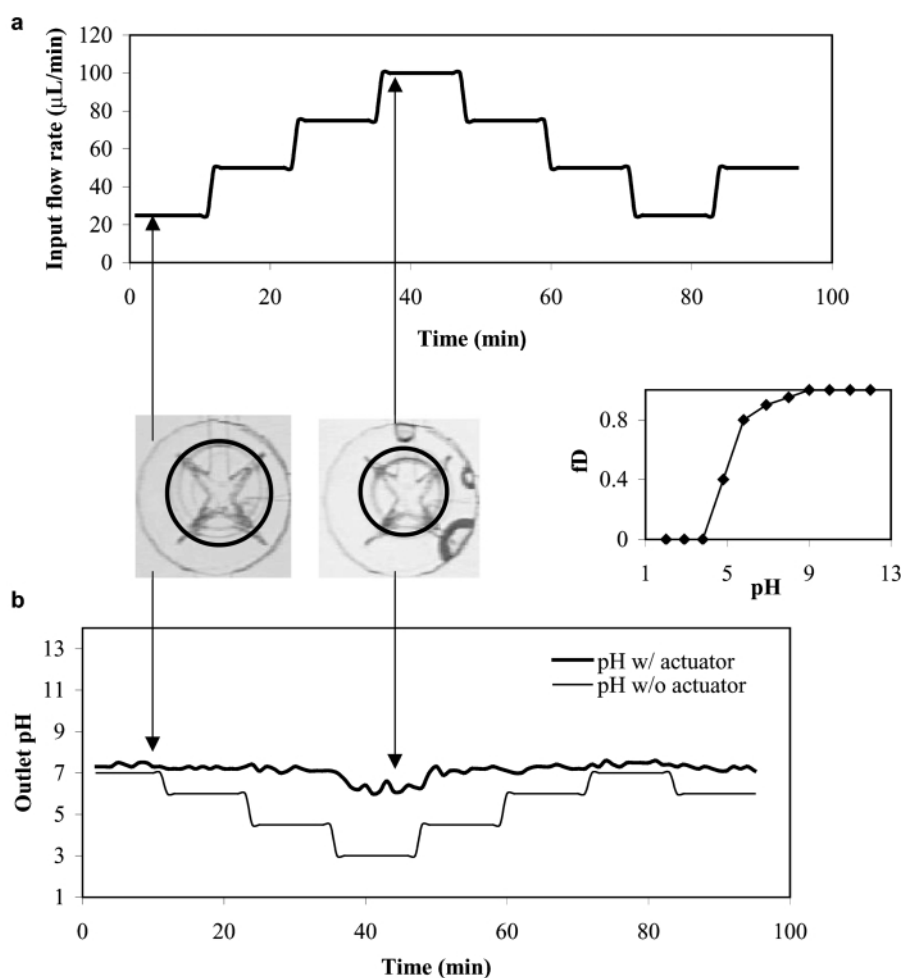 a
120
100
80
60
40
20
0
Input flow rate (μL/min)
0 20 40 60 80 100
Time (min)
0.8
0.4
0
fD
1 5 9 13
pH
b
13
11
9
7
5
3
1
Outlet pH
pH w/ actuator
pH w/o actuator
0 20 40 60 80 100
Time (min)